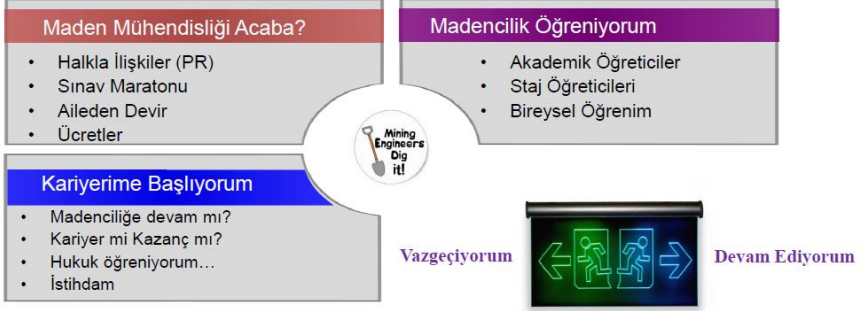 Maden Mühendisliği Acaba?
• Halkla İlişkiler (PR)
• Sınav Maratonu
• Aileden Devir
• Ücretler
Madencilik Öğreniyorum
• Akademik Öğreticiler
• Staj Öğreticileri
• Bireysel Öğrenim
Mining
Engineers
Dig
it!
Kariyerime Başlıyorum
• Madenciliğe devam mı?
• Kariyer mi Kazanç mı?
• Hukuk öğreniyorum…
• İstihdam
Vazgeçiyorum
Devam Ediyorum